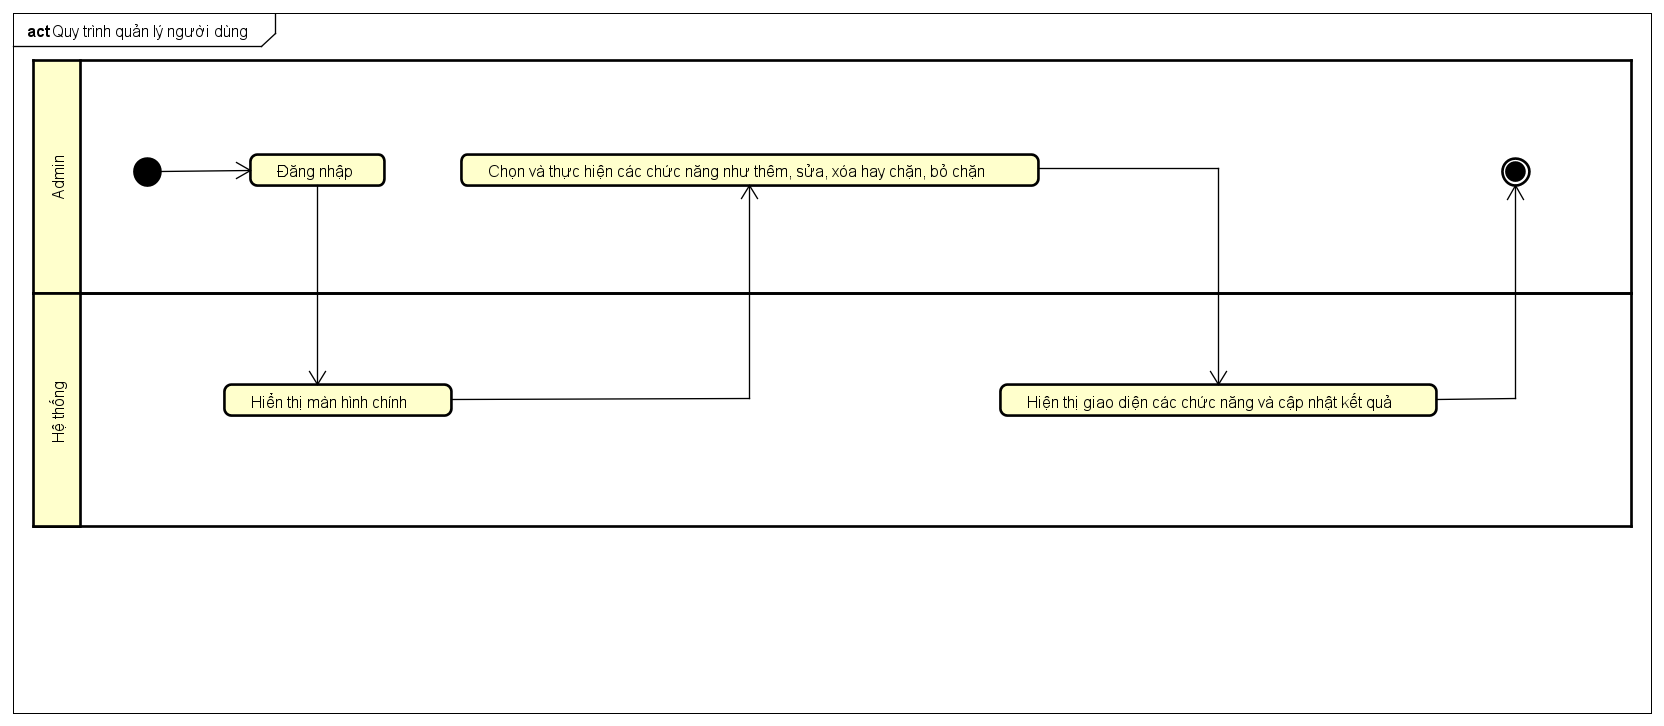 act Quy trình quản lý người dùng
Admin
Đăng nhập
Chọn và thực hiện các chức năng như thêm, sửa, xóa hay chặn, bỏ chặn
Hệ thống
Hiển thị màn hình chính
Hiện thị giao diện các chức năng và cập nhật kết quả